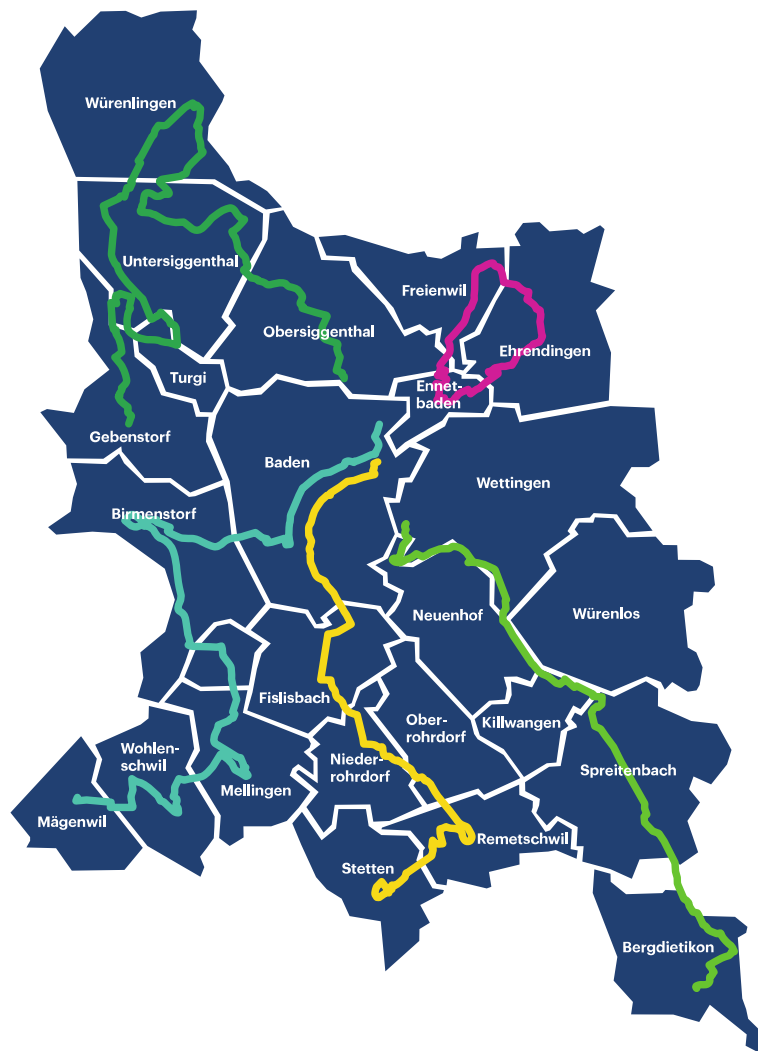 Würenlingen
Untersiggenthal
Freienwil
Obersiggenthal
Ehrendingen
Turgi
Ennet-
baden
Gebenstorf
Baden
Wettingen
Birmenstorf
Neuenhof
Würenlos
Fislisbach
Ober-
rohrdorf
Killwangen
Wohlen-
schwil
Nieder-
rohrdorf
Spreitenbach
Mellingen
Mägenwil
Remetschwil
Stetten
Bergdietikon